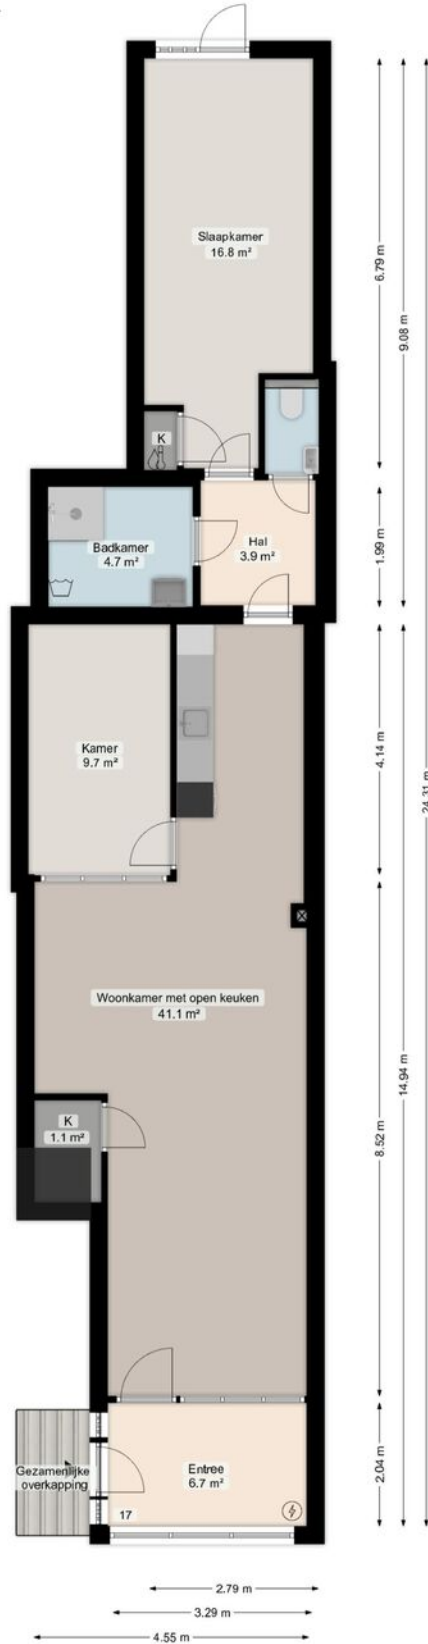 Slaapkamer
16.8 m²
6.79 m
9.08 m
K
Badkamer
4.7 m²
Hal
3.9 m²
1.99 m
Kamer
9.7 m²
4.14 m
24.31 m
Woonkamer met open keuken
41.1 m²
14.94 m
K
1.1 m²
8.52 m
Gezamenlijke
overkapping
Entree
6.7 m²
2.04 m
17
2.79 m
3.29 m
4.55 m